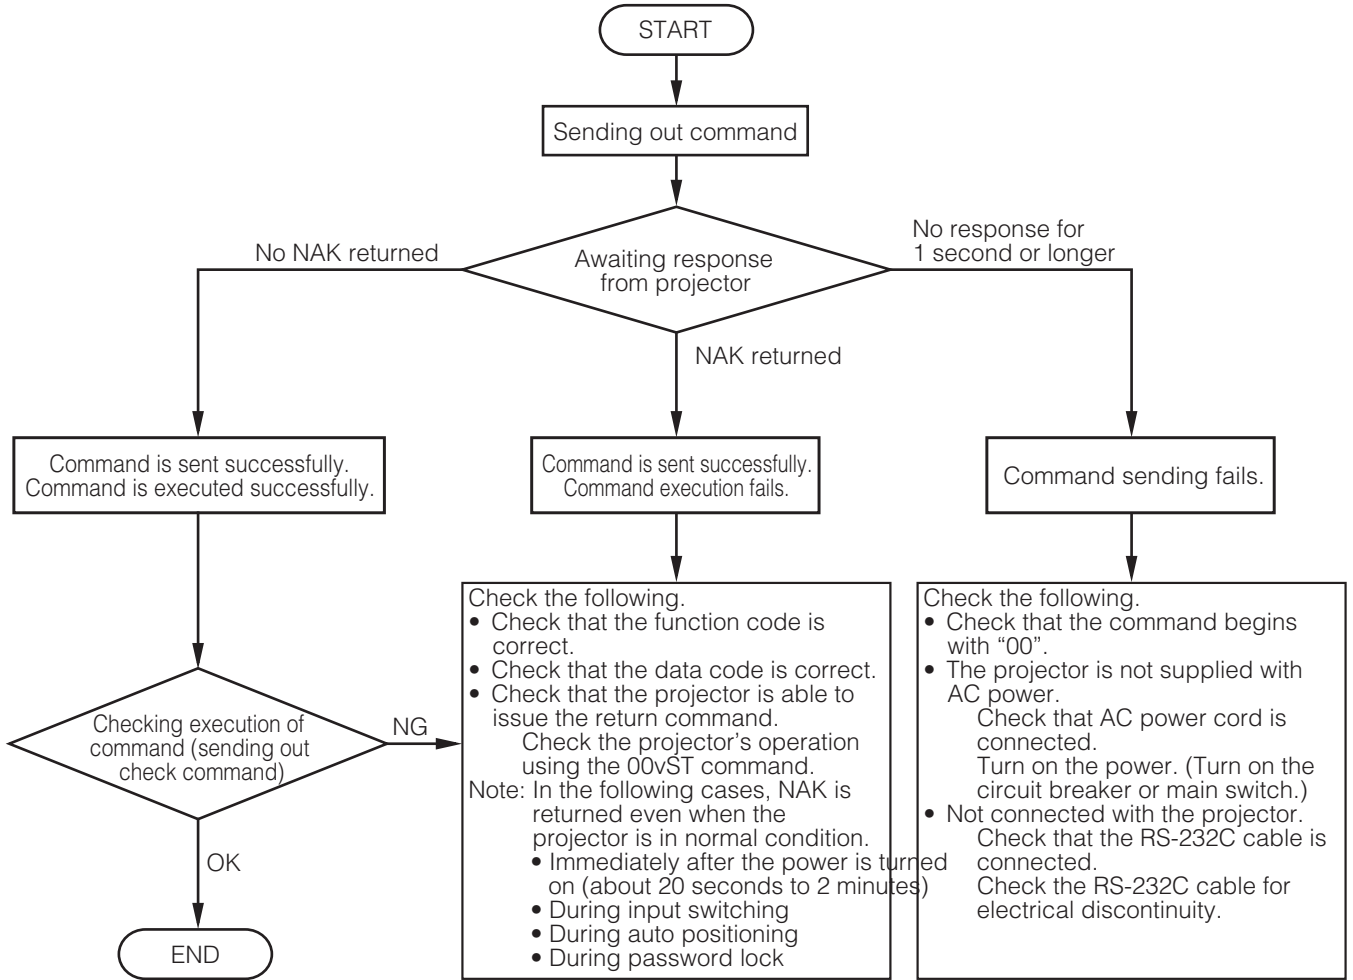 START
Sending out command
No NAK returned
Awaiting response
from projector
No response for
1 second or longer
NAK returned
Command is sent successfully.
Command is executed successfully.
Command is sent successfully.
Command execution fails.
Command sending fails.
Checking execution of
command (sending out
check command)
NG
OK
END
Check the following.
• Check that the function code is
correct.
• Check that the data code is correct.
• Check that the projector is able to
issue the return command.
Check the projector’s operation
using the 00vST command.
Note: In the following cases, NAK is
returned even when the
projector is in normal condition.
• Immediately after the power is turned
on (about 20 seconds to 2 minutes)
• During input switching
• During auto positioning
• During password lock
Check the following.
• Check that the command begins
with “00”.
• The projector is not supplied with
AC power.
Check that AC power cord is
connected.
Turn on the power. (Turn on the
circuit breaker or main switch.)
• Not connected with the projector.
Check that the RS-232C cable is
connected.
Check the RS-232C cable for
electrical discontinuity.